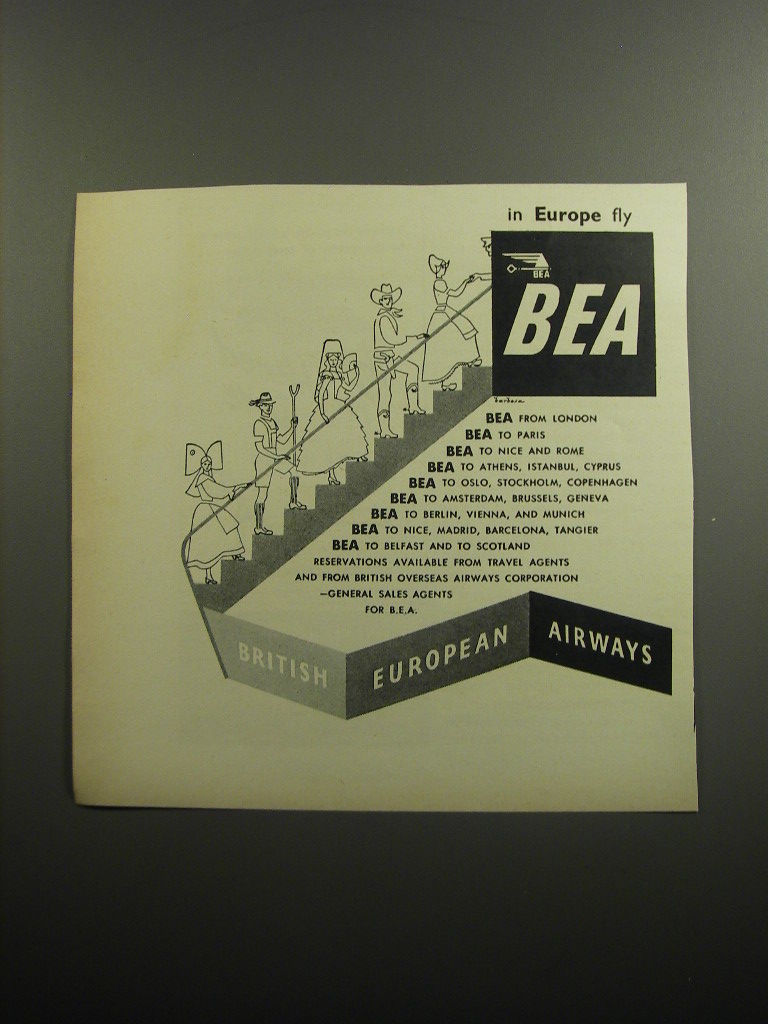 in Europe fly
BEA
BEA
BEA FROM LONDON
BEA TO PARIS
BEA TO NICE AND ROME
BEA TO ATHENS, ISTANBUL, CYPRUS
BEA TO OSLO, STOCKHOLM, COPENHAGEN
BEA TO AMSTERDAM, BRUSSELS, GENEVA
BEA TO BERLIN, VIENNA, AND MUNICH
BEA TO NICE, MADRID, BARCELONA, TANGIER
BEA TO BELFAST AND TO SCOTLAND
RESERVATIONS AVAILABLE FROM TRAVEL AGENTS
AND FROM BRITISH OVERSEAS AIRWAYS CORPORATION
—GENERAL SALES AGENTS
FOR B.E.A.
BRITISH EUROPEAN AIRWAYS